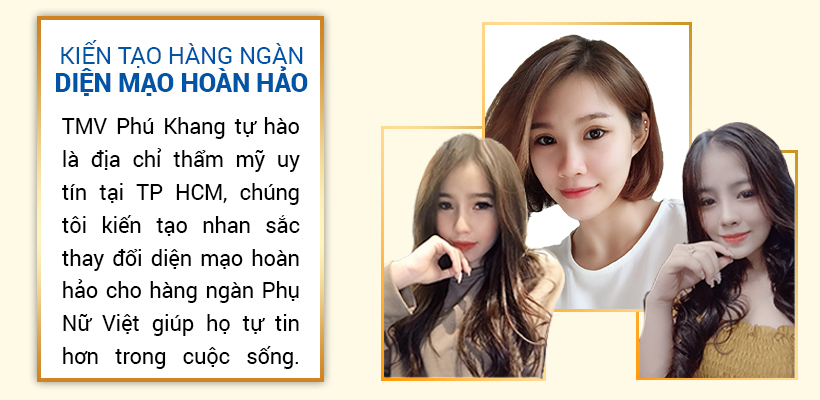 KIẾN TẠO HÀNG NGÀN
DIỆN MẠO HOÀN HẢO
TMV Phú Khang tự hào
là địa chỉ thẩm mỹ uy
tín tại TP HCM, chúng
tôi kiến tạo nhan sắc
thay đổi diện mạo hoàn
hảo cho hàng ngàn Phụ
Nữ Việt giúp họ tự tin
hơn trong cuộc sống.